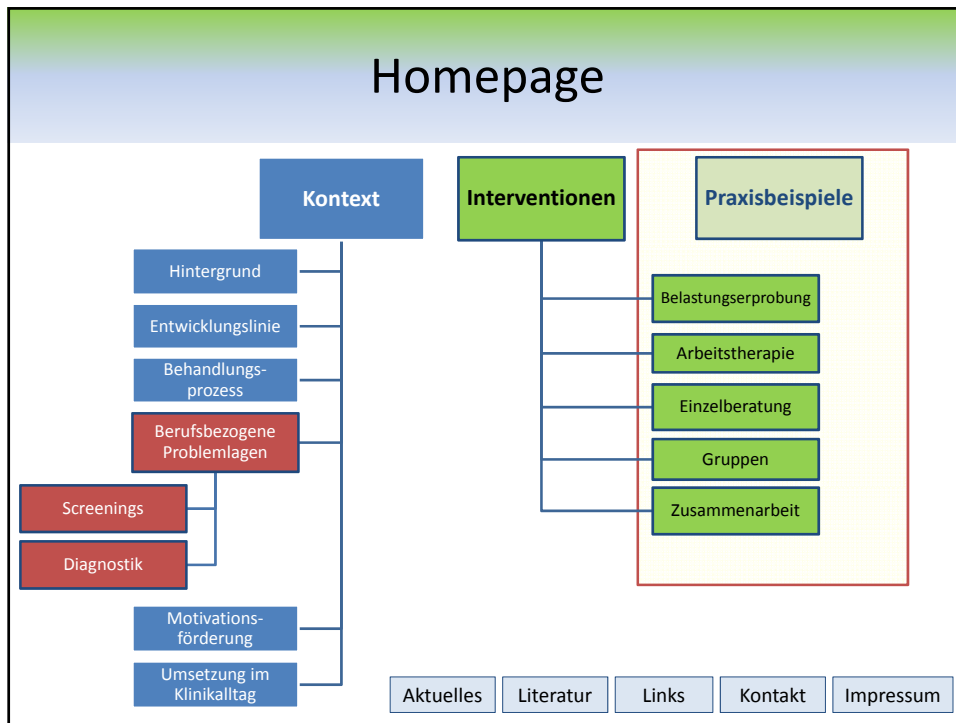 Homepage
Kontext
Hintergrund
Entwicklungslinie
Behandlungs-
prozess
Berufsbezogene
Problemlagen
Screenings
Diagnostik
Motivations-
förderung
Umsetzung im
Klinikalltag
Interventionen
Praxisbeispiele
Belastungserprobung
Arbeitstherapie
Einzelberatung
Gruppen
Zusammenarbeit
Aktuelles
Literatur
Links
Kontakt
Impressum